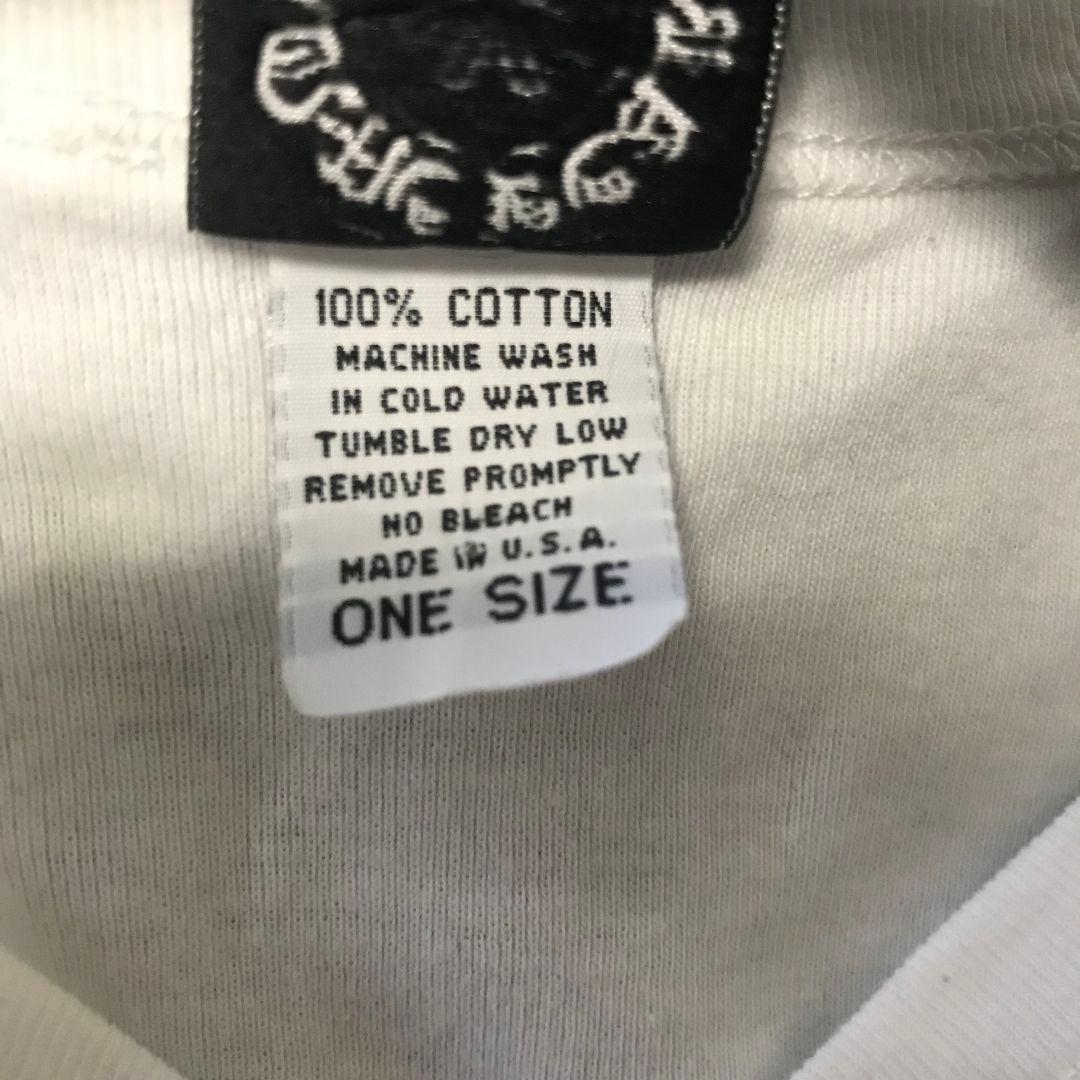 100% COTTON
MACHINE WASH
IN COLD WATER
TUMBLE DRY LOW
REMOVE PROMPTLY
NO BLEACH
MADE IN U.S.A.
ONE SIZE